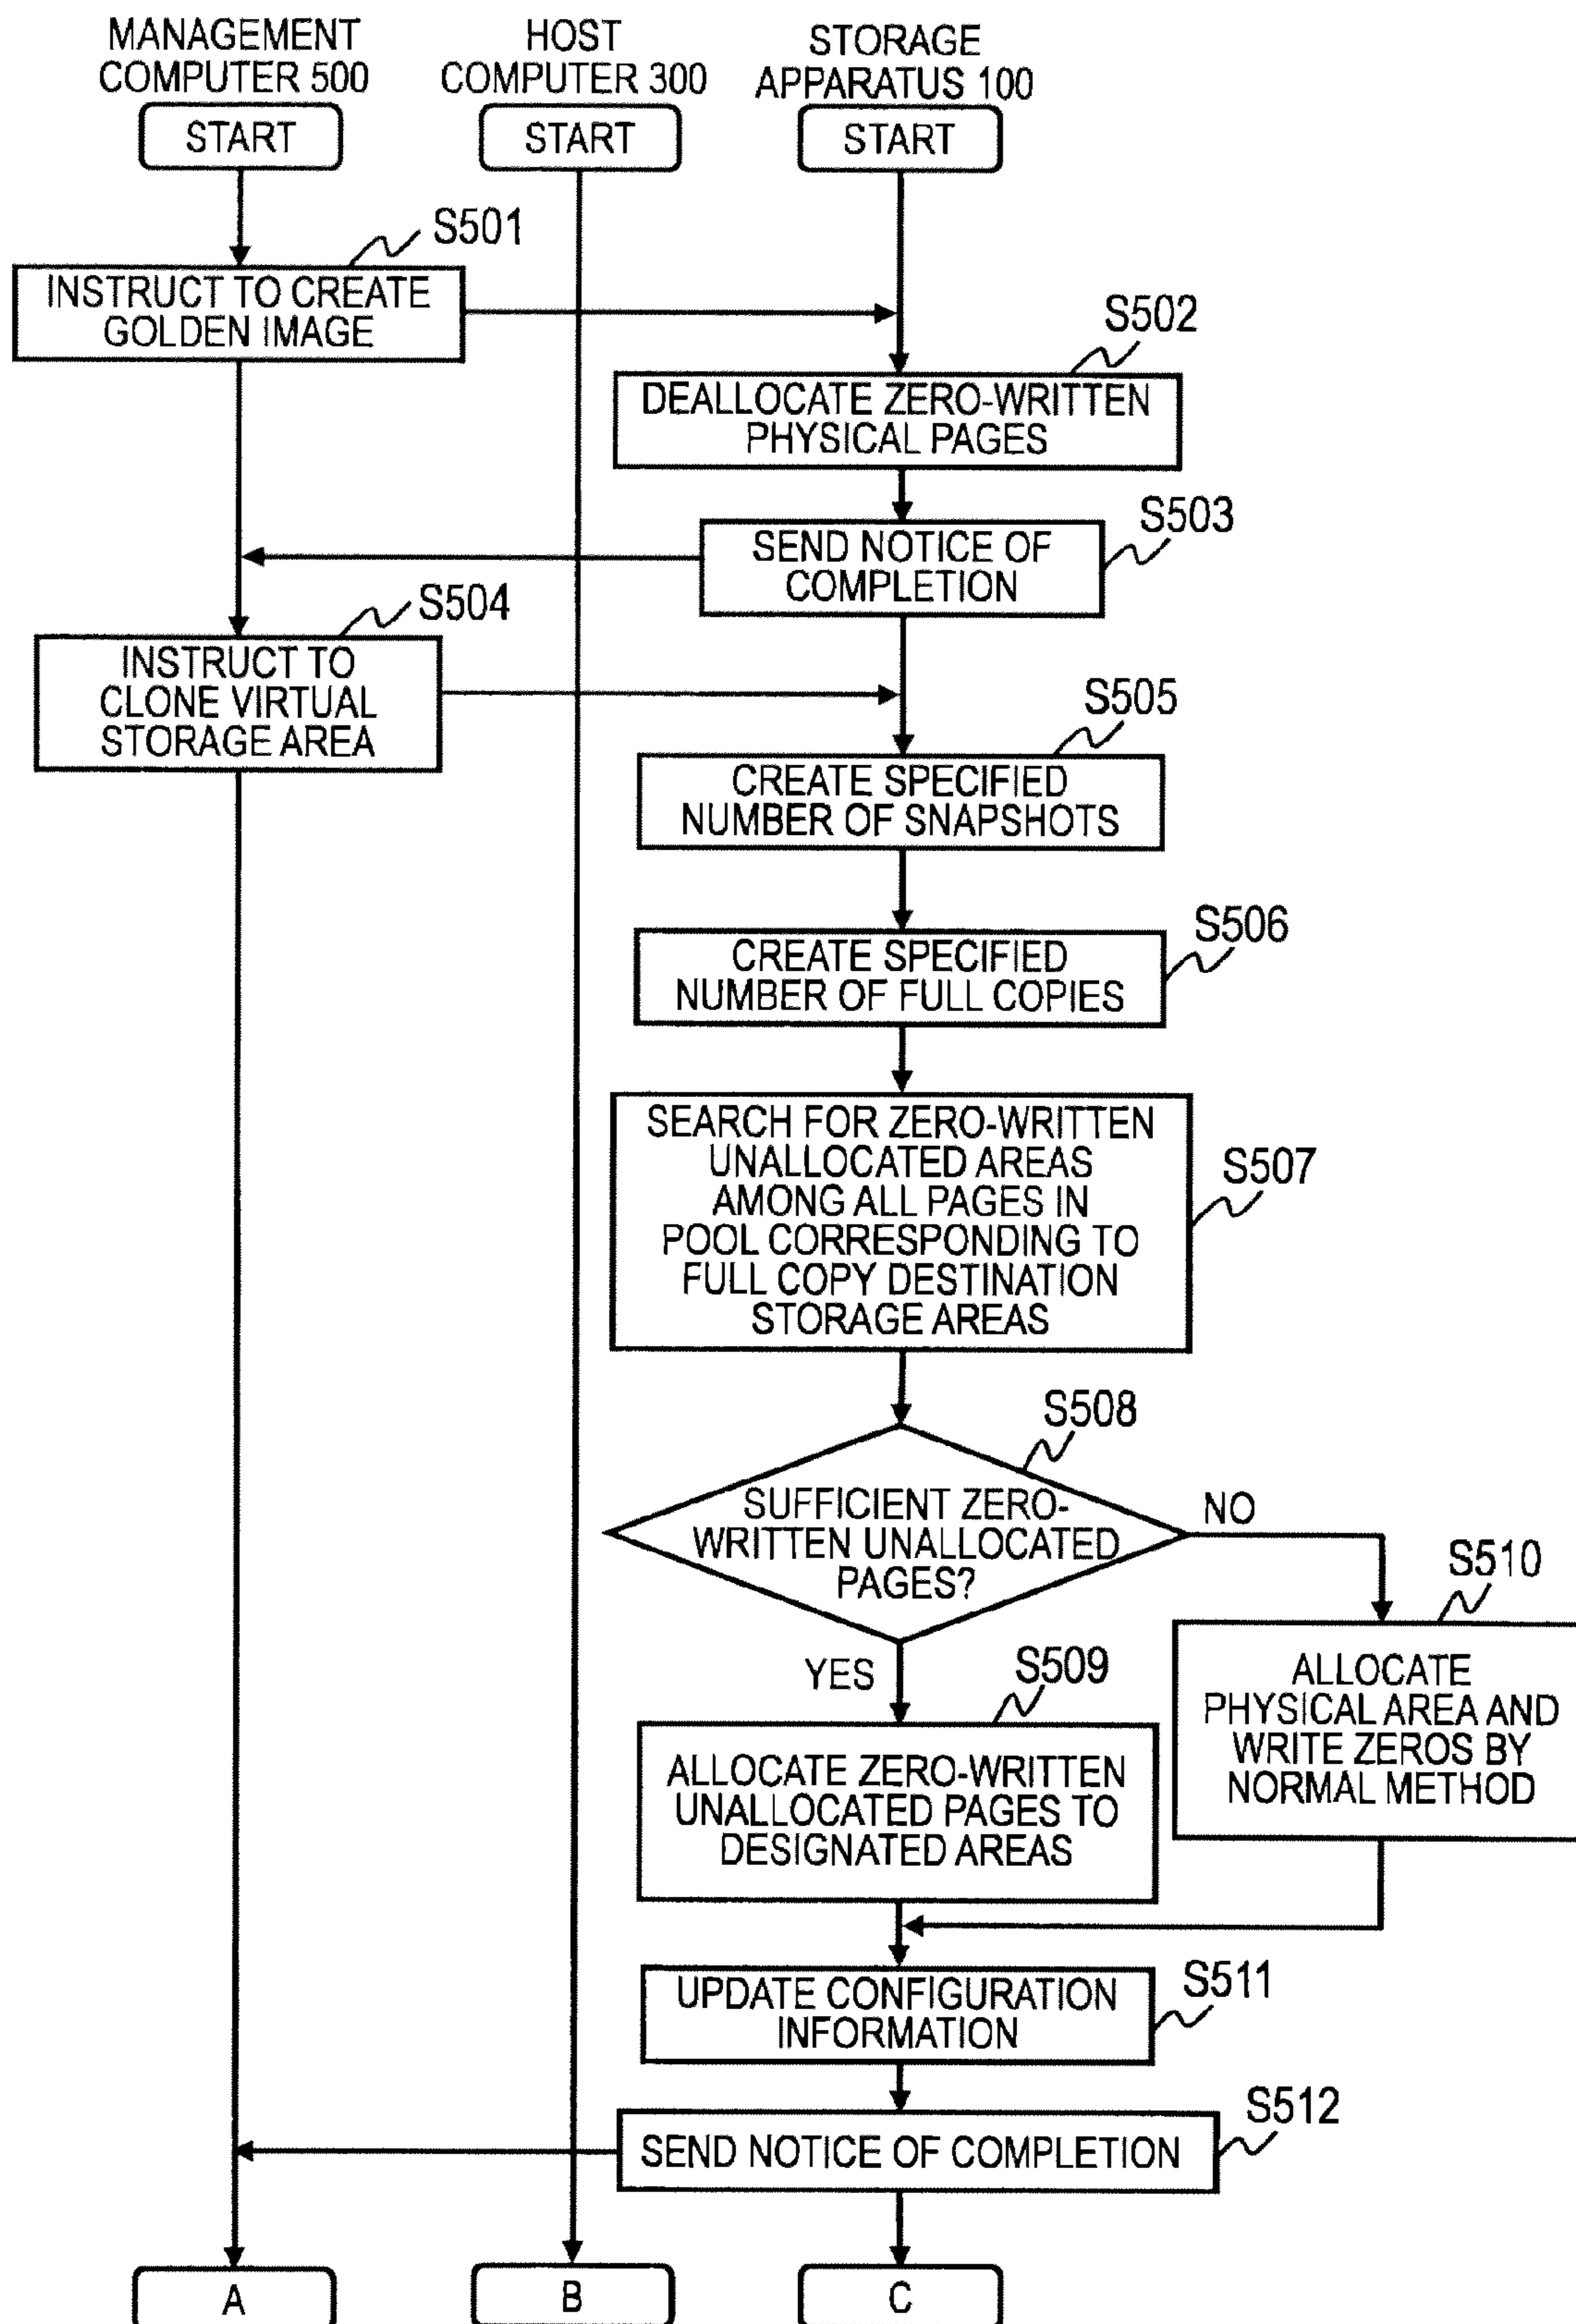 MANAGEMENT
COMPUTER 500
HOST
COMPUTER 300
STORAGE
APPARATUS 100
START
START
START
S501
INSTRUCT TO CREATE
GOLDEN IMAGE
S502
DEALLOCATE ZERO-WRITTEN
PHYSICAL PAGES
S503
SEND NOTICE OF
COMPLETION
S504
INSTRUCT TO
CLONE VIRTUAL
STORAGE AREA
S505
CREATE SPECIFIED
NUMBER OF SNAPSHOTS
S506
CREATE SPECIFIED
NUMBER OF FULL COPIES
S507
SEARCH FOR ZERO-WRITTEN
UNALLOCATED AREAS
AMONG ALL PAGES IN
POOL CORRESPONDING TO
FULL COPY DESTINATION
STORAGE AREAS
S508
SUFFICIENT ZERO-
WRITTEN UNALLOCATED
PAGES?
NO
YES
S510
ALLOCATE
PHYSICAL AREA AND
WRITE ZEROS BY
NORMAL METHOD
S509
ALLOCATE ZERO-WRITTEN
UNALLOCATED PAGES TO
DESIGNATED AREAS
S511
UPDATE CONFIGURATION
INFORMATION
S512
SEND NOTICE OF COMPLETION
A
B
C